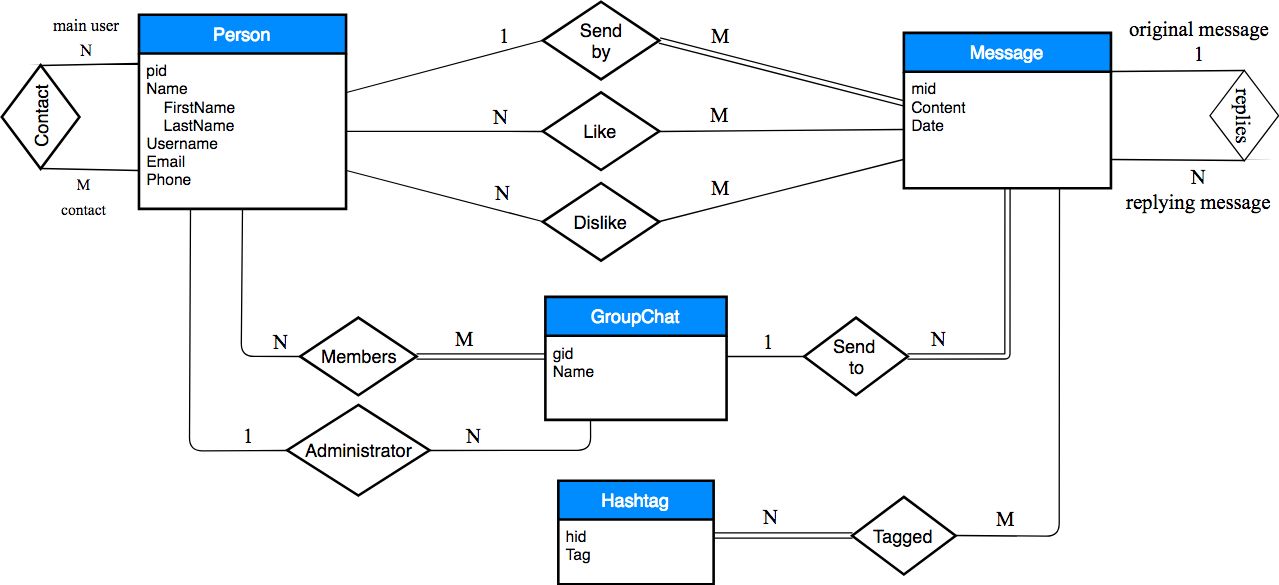 main user
N
Contact
M
contact
Person
pid
Name
FirstName
LastName
Username
Email
Phone
1
Send
by
M
N
Like
M
N
Dislike
M
Message
mid
Content
Date
original message
1
replies
N
replying message
N
Members
M
GroupChat
gid
Name
1
Send
to
N
1
Administrator
N
Hashtag
hid
Tag
N
Tagged
M